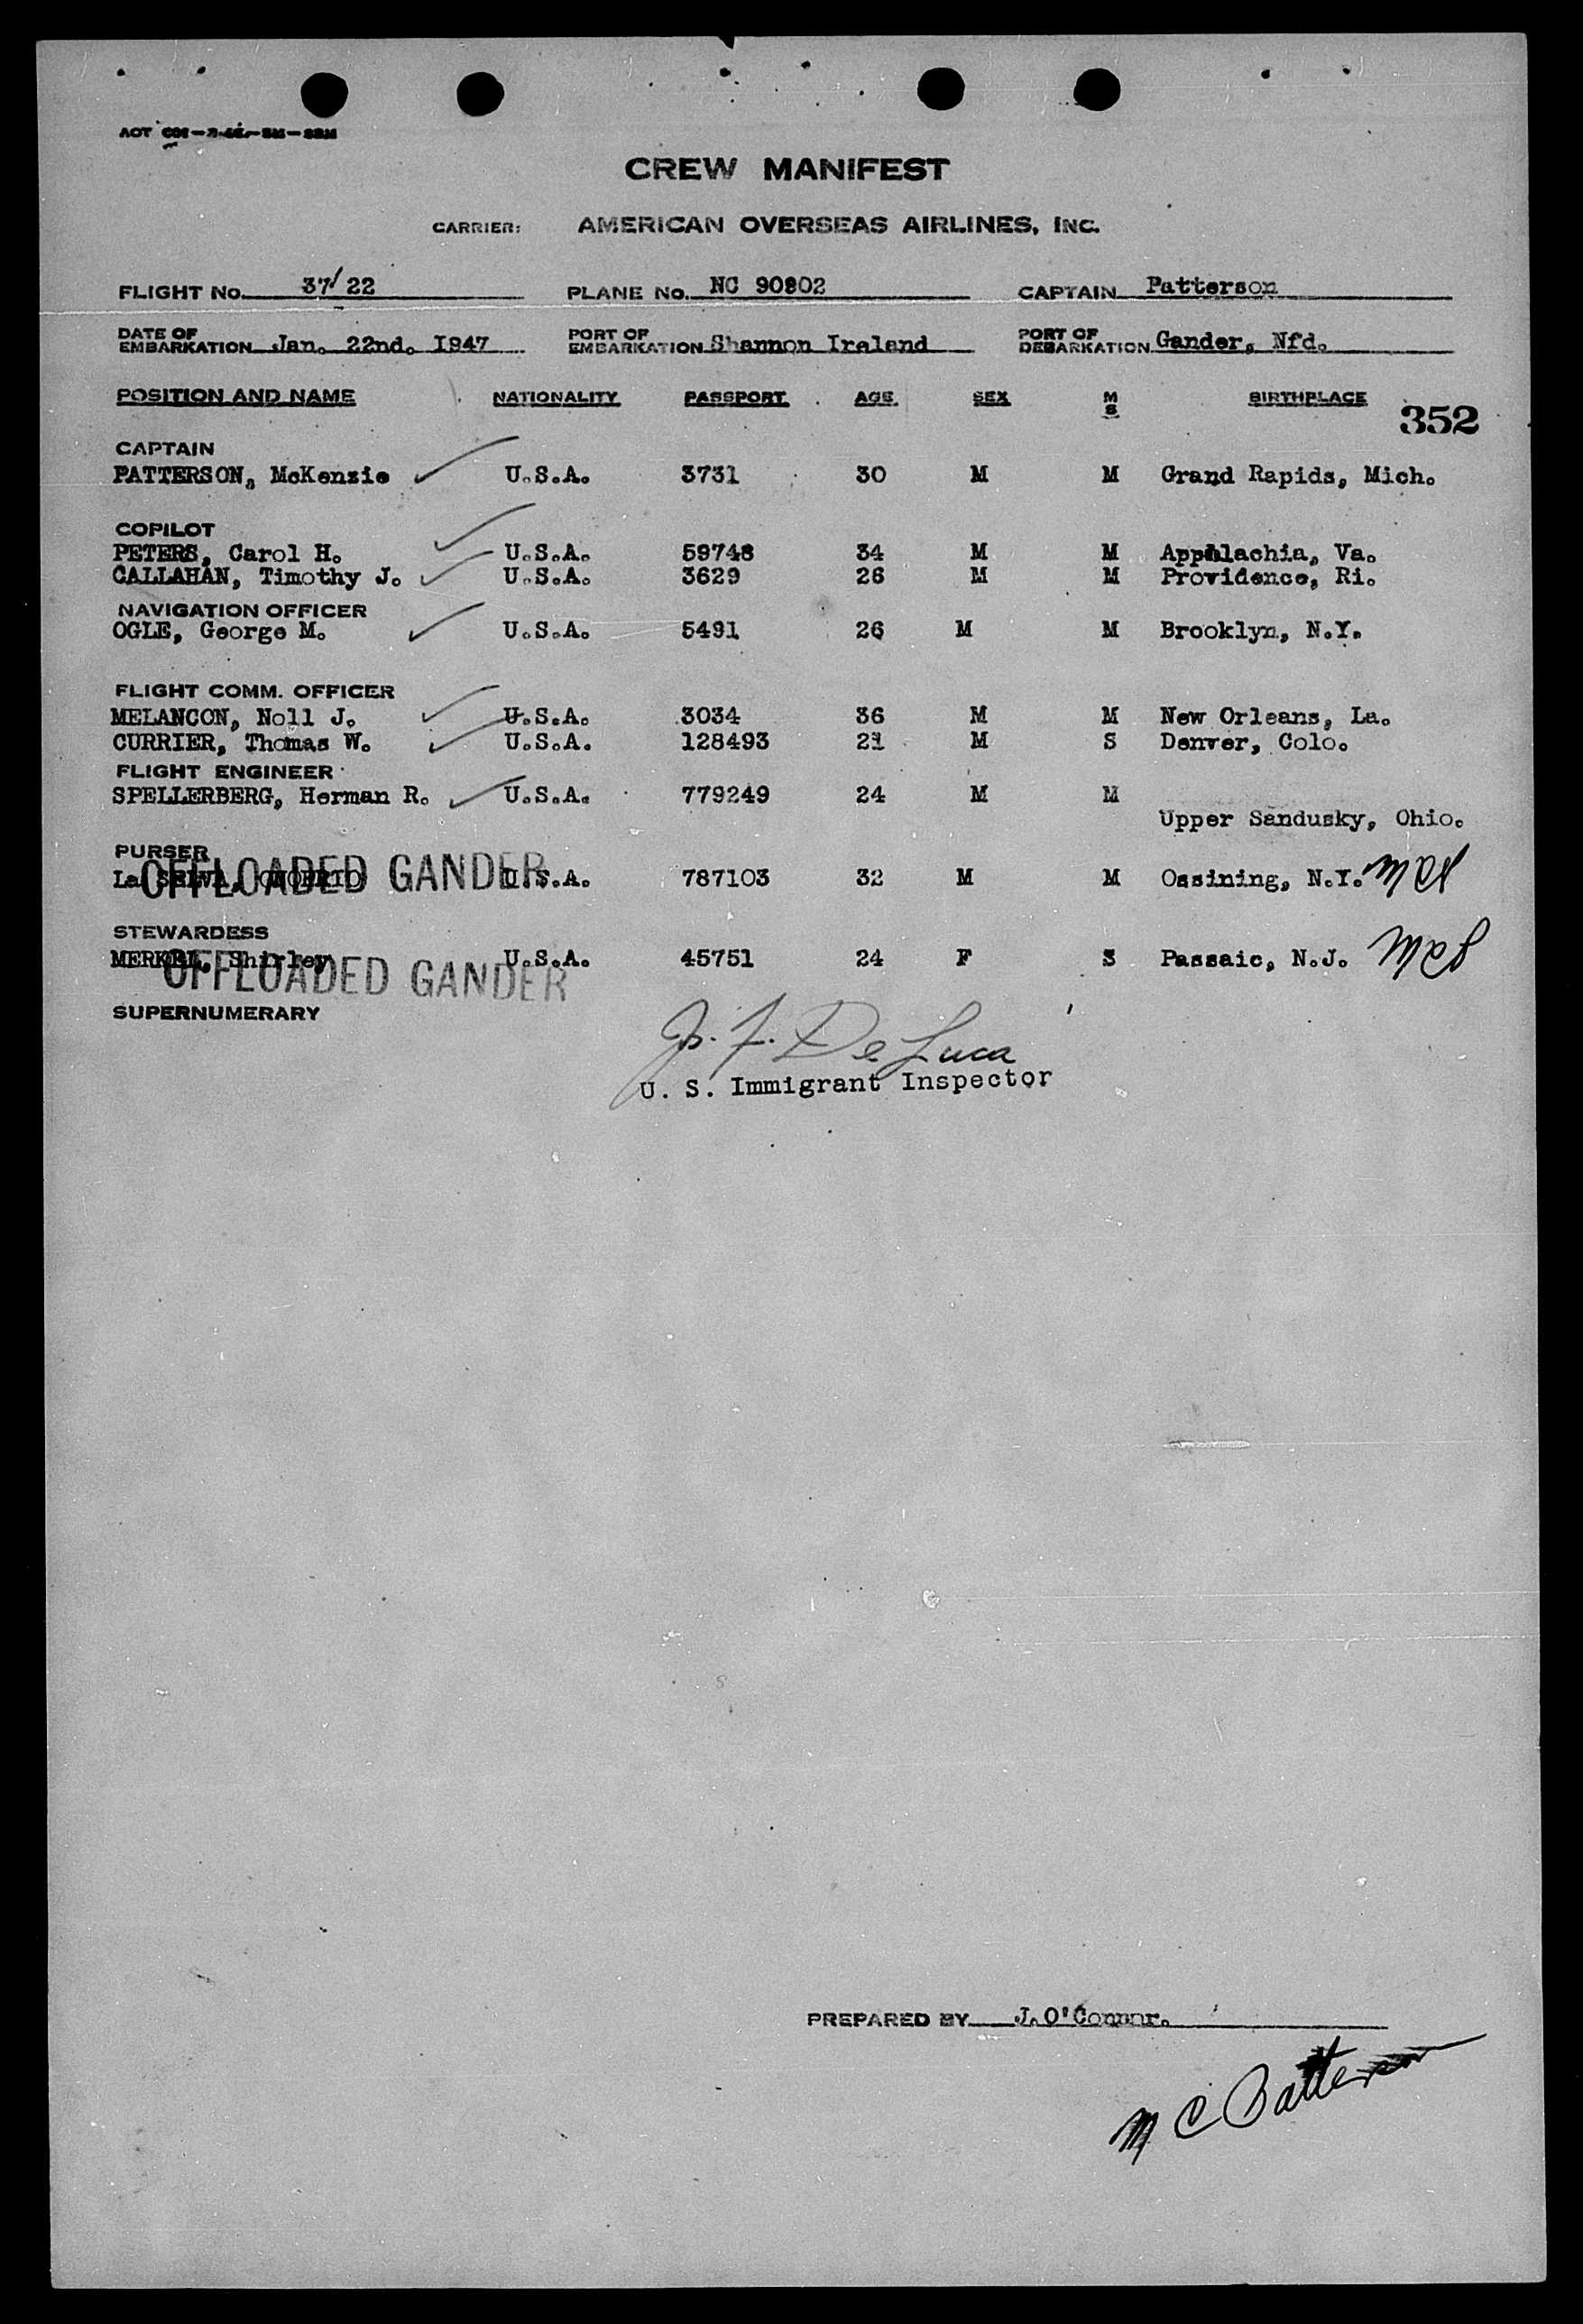 CREW MANIFEST
CARRIER: AMERICAN OVERSEAS AIRLINES, INC.
FLIGHT No. 37/22 PLANE No. NC 90902 CAPTAIN Patterson
DATE OF EMBARKATION Jan. 22nd. 1947 PORT OF EMBARKATION Shannon Ireland PORT OF DEBARKATION Gander, Nfd.
POSITION AND NAME NATIONALITY PASSPORT AGE SEX M S BIRTHPLACE
352
CAPTAIN
PATTERSON, McKenzie U.S.A. 3731 30 M M Grand Rapids, Mich.
COPILOT
PETERS, Carol H. U.S.A. 59748 34 M M Appalachia, Va.
CALLAHAN, Timothy J. U.S.A. 3629 26 M M Providence, Ri.
NAVIGATION OFFICER
OGLE, George M. U.S.A. 5491 26 M M Brooklyn, N.Y.
FLIGHT COMM. OFFICER
MELANCON, Noll J. U.S.A. 3034 36 M M New Orleans, La.
CURRIER, Thomas W. U.S.A. 128493 21 M S Denver, Colo.
FLIGHT ENGINEER
SPELLERBERG, Herman R. U.S.A. 779249 24 M M
Upper Sandusky, Ohio.
PURSER
OFFLOADED GANDER
La U.S.A. 787103 32 M M Ossining, N.Y.
STEWARDESS
Shirley U.S.A. 45751 24 F S Passaic, N.J.
OFFLOADED GANDER
SUPERNUMERARY
De Luca
U. S. Immigrant Inspector
PREPARED BY J. O'Connor.
M C Patterson